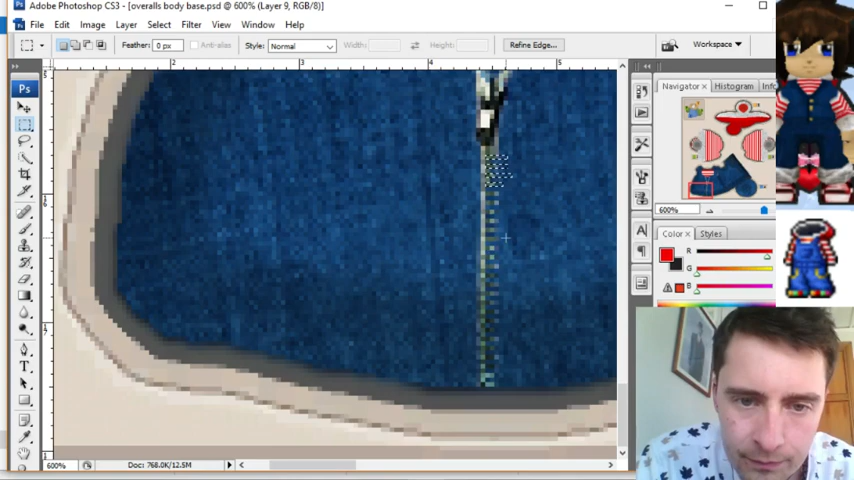 Adobe Photoshop CS3 - [overalls body base.psd @ 600% (Layer 9, RGB/8)]
File Edit Image Layer Select Filter View Window Help
Feather: 0 px Anti-alias Style: Normal Width: Height: Refine Edge... Workspace
Ps
2 3 4 5
Navigator Histogram Info
600%
Color Styles
R
G
B
T
A
600% Doc: 768.0K/12.5M